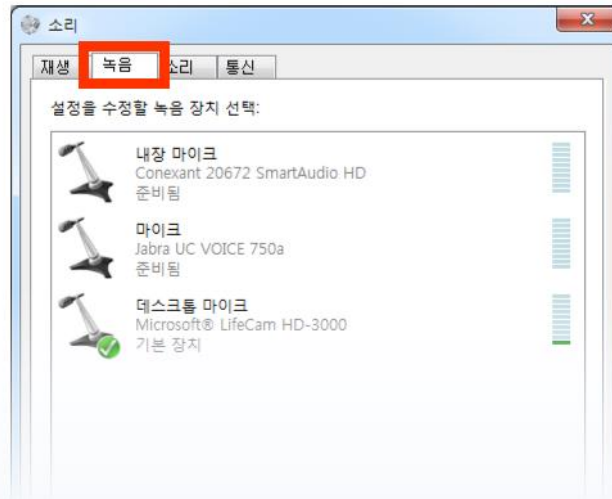 소리
재생 녹음 소리 통신
설정을 수정할 녹음 장치 선택:
내장 마이크
Conexant 20672 SmartAudio HD
준비됨
마이크
Jabra UC VOICE 750a
준비됨
데스크톱 마이크
Microsoft® LifeCam HD-3000
기본 장치